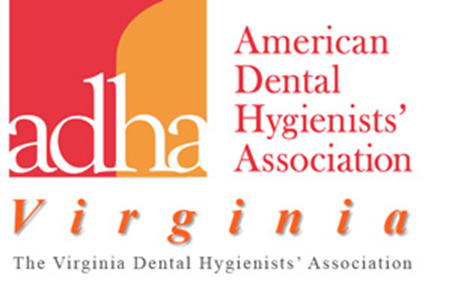 adha
American
Dental
Hygienists'
Association
Virginia
The Virginia Dental Hygienists' Association